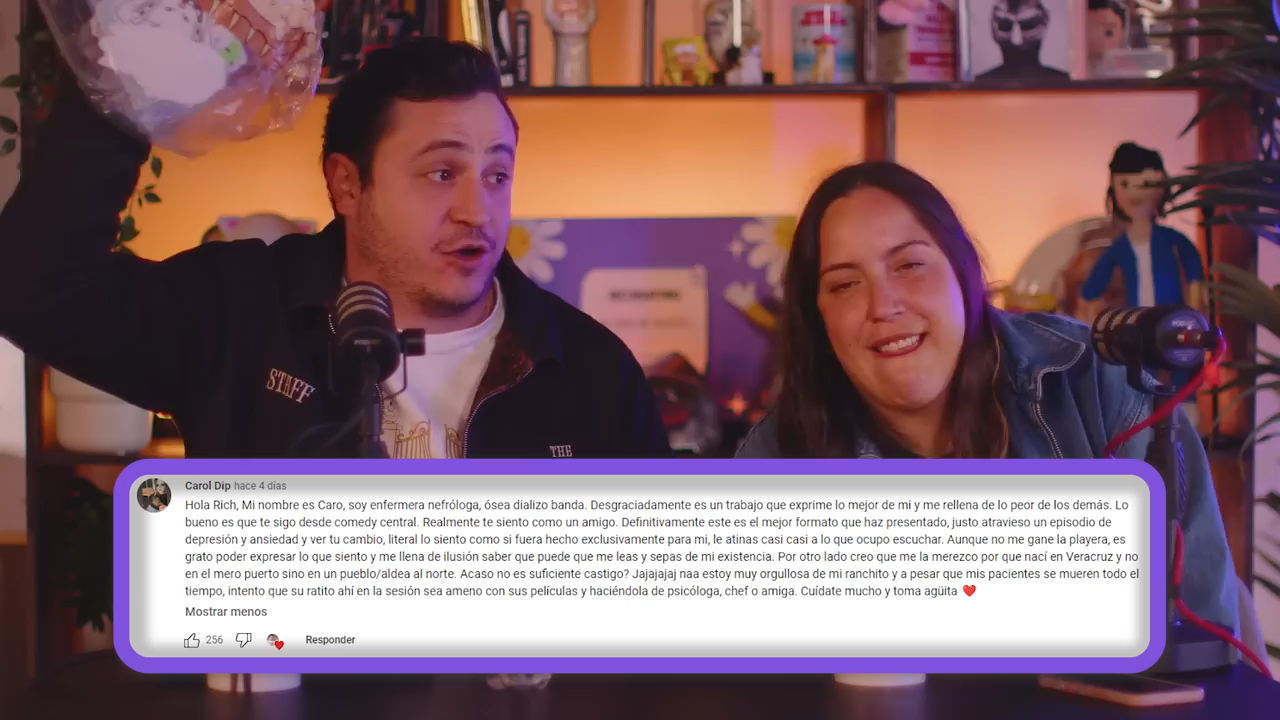 STAFF
THE
Carol Dip hace 4 días
Hola Rich, Mi nombre es Caro, soy enfermera nefróloga, ósea dializo banda. Desgraciadamente es un trabajo que exprime lo mejor de mi y me rellena de lo peor de los demás. Lo
bueno es que te sigo desde comedy central. Realmente te siento como un amigo. Definitivamente este es el mejor formato que haz presentado, justo atravieso un episodio de
depresión y ansiedad y ver tu cambio, literal lo siento como si fuera hecho exclusivamente para mi, le atinas casi casi a lo que ocupo escuchar. Aunque no me gane la playera, es
grato poder expresar lo que siento y me llena de ilusión saber que puede que me leas y sepas de mi existencia. Por otro lado creo que me la merezco por que nací en Veracruz y no
en el mero puerto sino en un pueblo/aldea al norte. Acaso no es suficiente castigo? Jajajajaj naa estoy muy orgullosa de mi ranchito y a pesar que mis pacientes se mueren todo el
tiempo, intento que su ratito ahí en la sesión sea ameno con sus películas y haciéndola de psicóloga, chef o amiga. Cuídate mucho y toma agüita ❤️
Mostrar menos
256 Responder